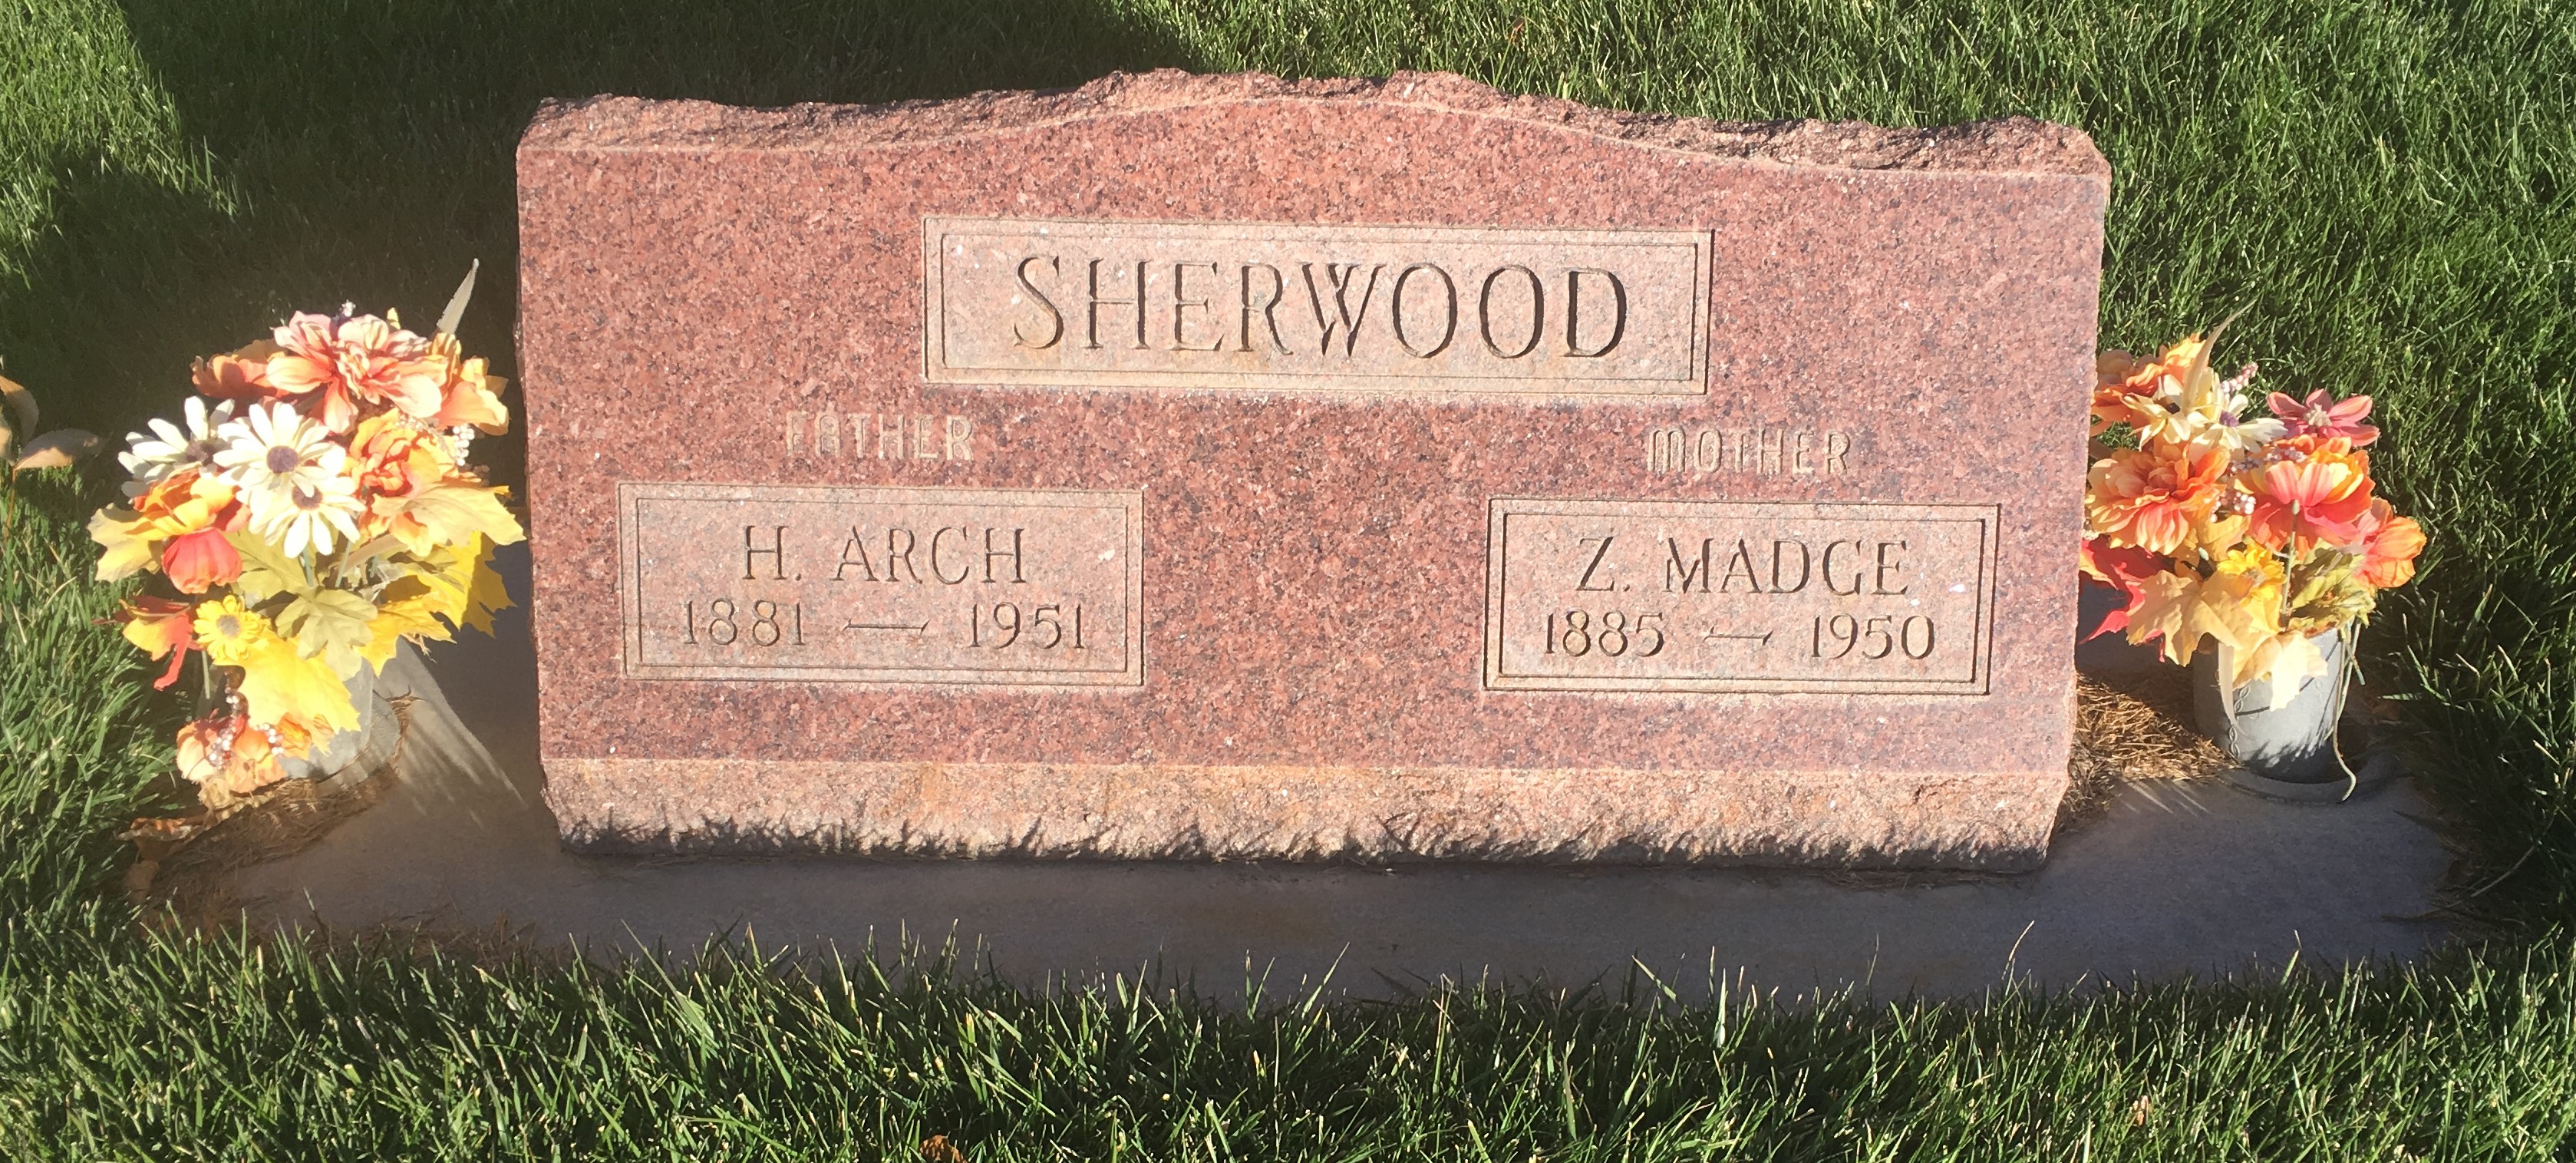 SHERWOOD
FATHER
H. ARCH
1881 — 1951
MOTHER
Z. MADGE
1885 — 1950